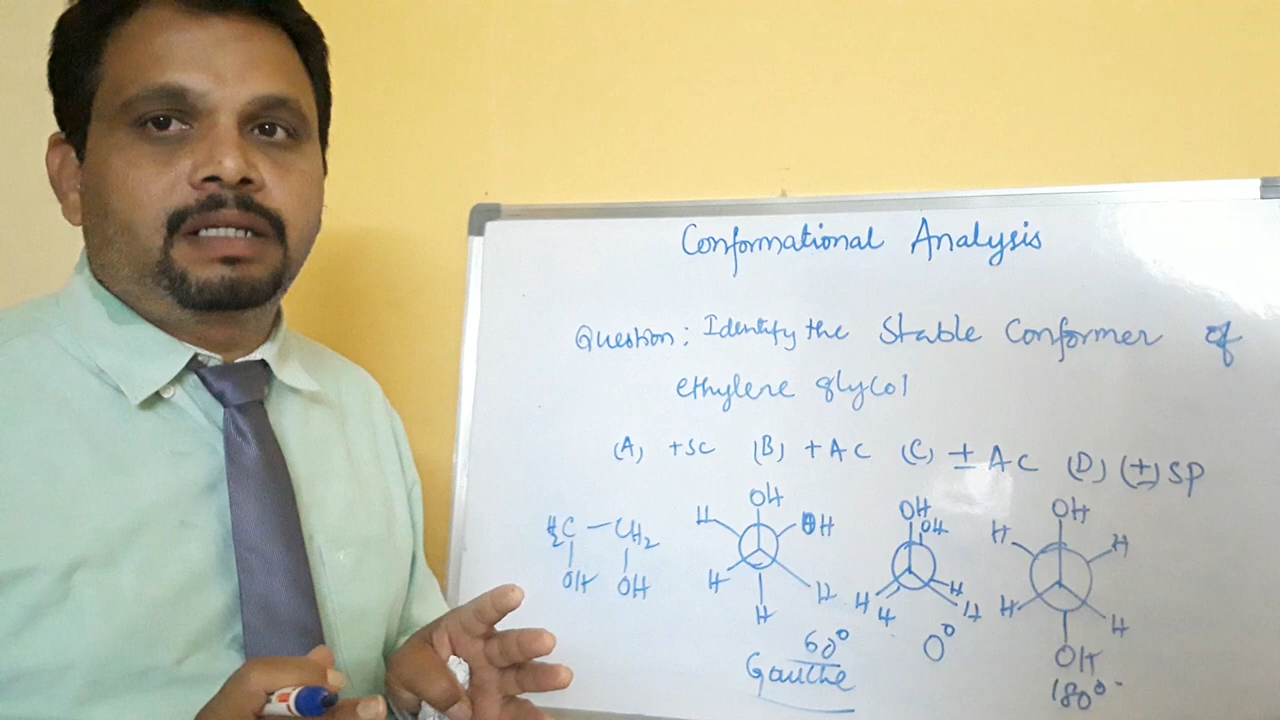 Conformational Analysis
Question: Identify the Stable Conformer of
ethylene glycol
(A) +SC (B) +AC (C) ±AC (D) (±) SP
H2C — CH2
OH OH
OH
H OH
H H
H
60°
Gauche
OH
OH
H H
H H
0°
OH
H H
H H
OH
180°